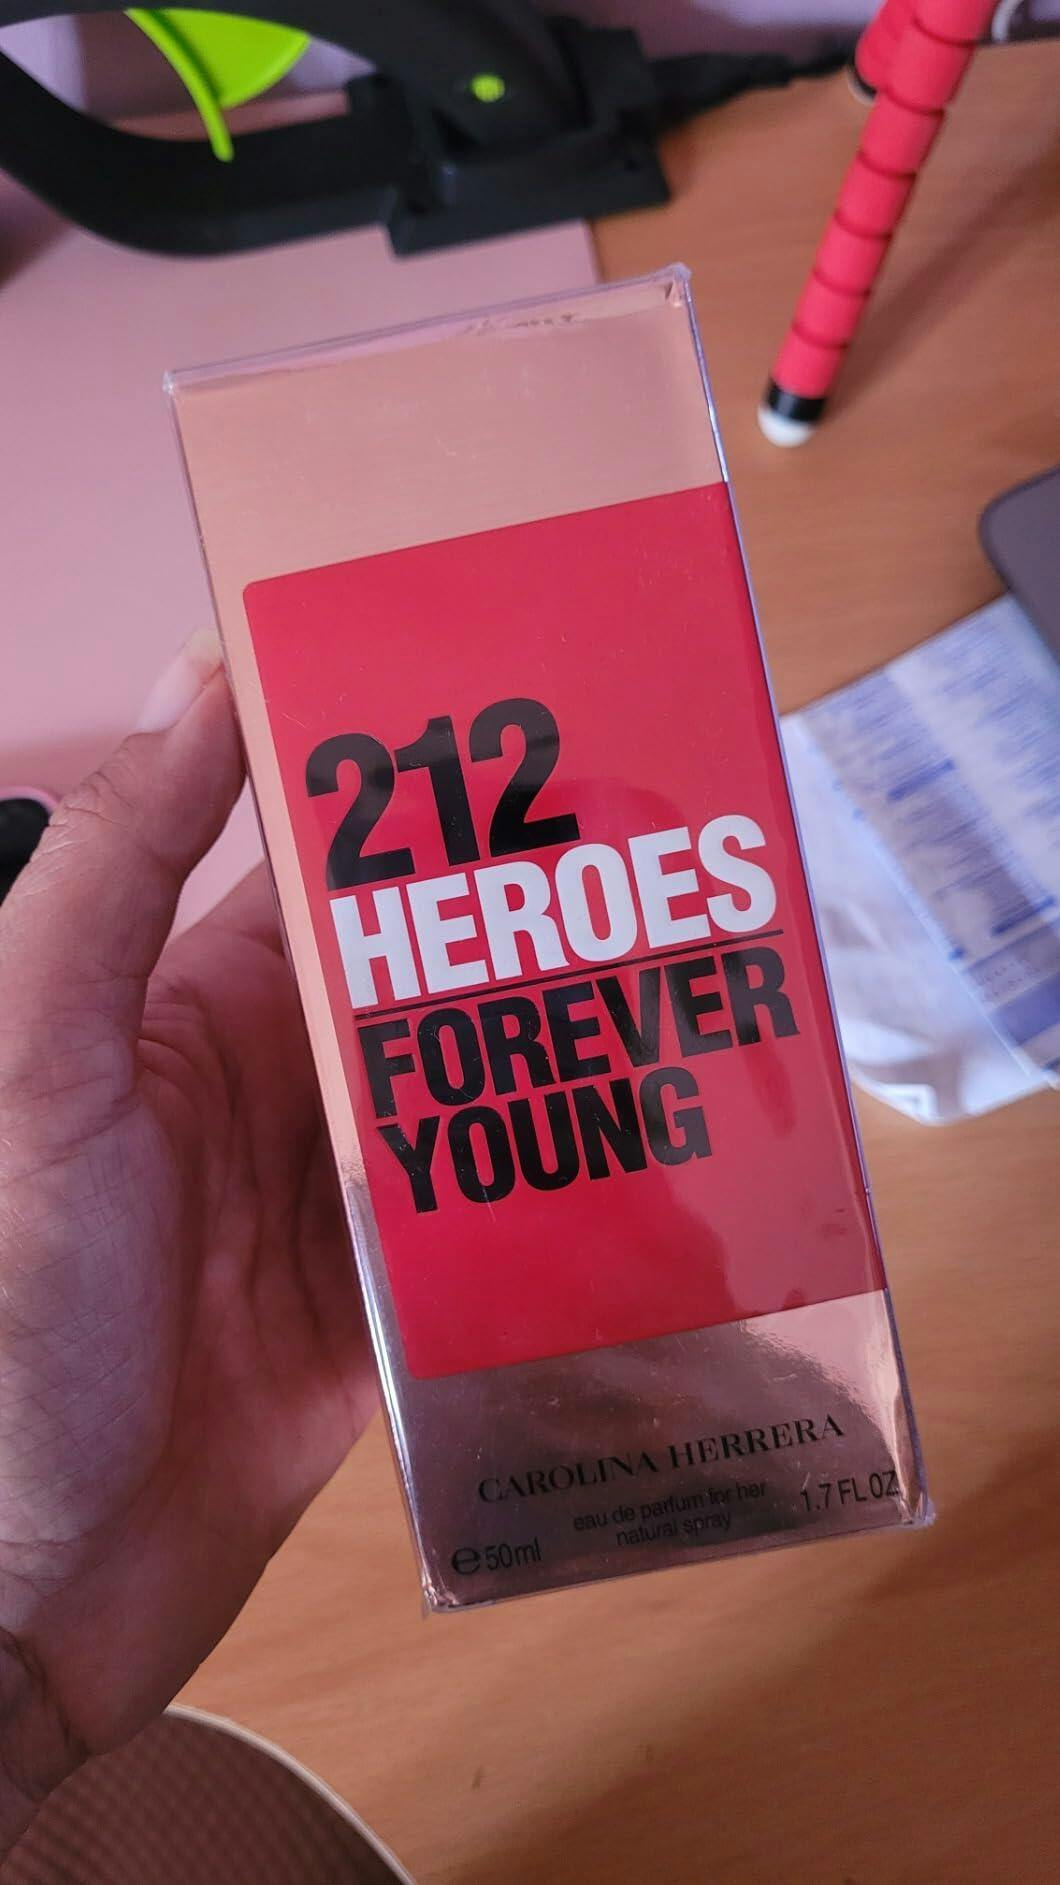 212
HEROES
FOREVER
YOUNG
CAROLINA HERRERA
eau de parfum for her
natural spray
℮ 50ml
1.7 FL OZ